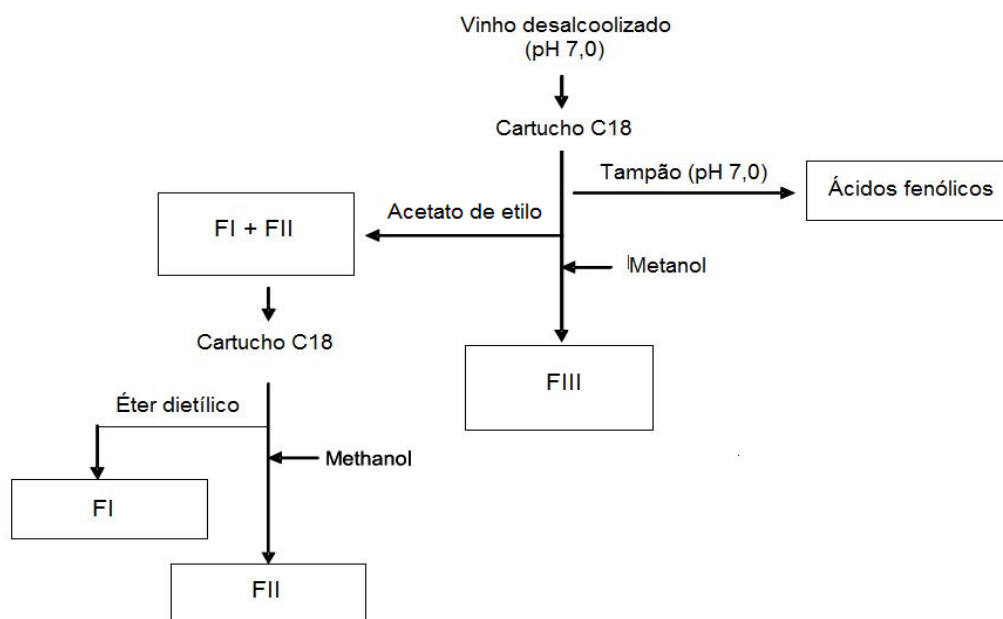 Vinho desalcoolizado
(pH 7,0)
Cartucho C18
Tampão (pH 7,0)
Ácidos fenólicos
Acetato de etilo
FI + FII
Metanol
Cartucho C18
FIII
Éter dietílico
Methanol
FI
FII